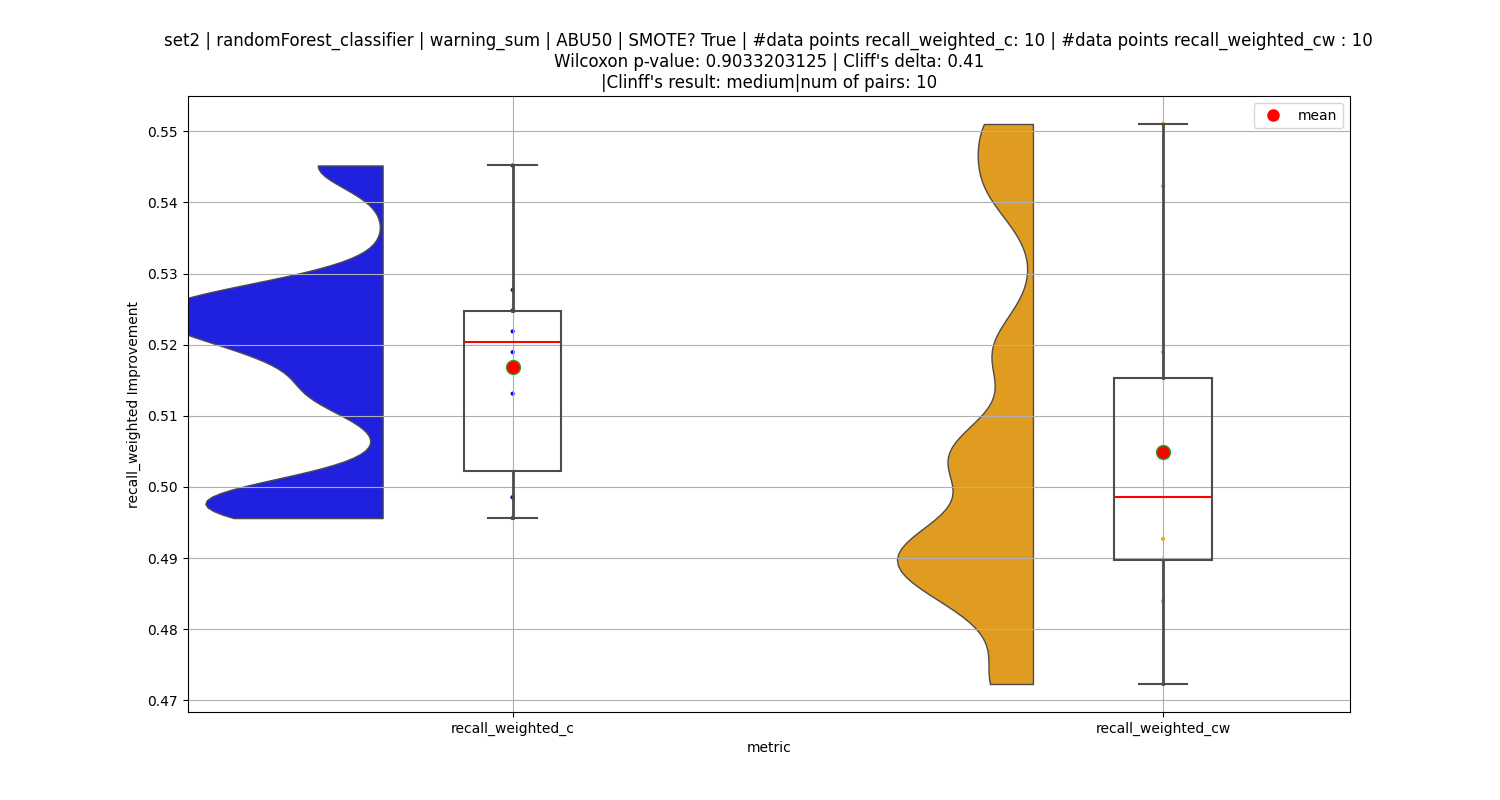 set2 | randomForest_classifier | warning_sum | ABU50 | SMOTE? True | #data points recall_weighted_c: 10 | #data points recall_weighted_cw : 10
Wilcoxon p-value: 0.9033203125 | Cliff's delta: 0.41
|Clinff's result: medium|num of pairs: 10
mean
recall_weighted Improvement
0.55
0.54
0.53
0.52
0.51
0.50
0.49
0.48
0.47
recall_weighted_c
recall_weighted_cw
metric